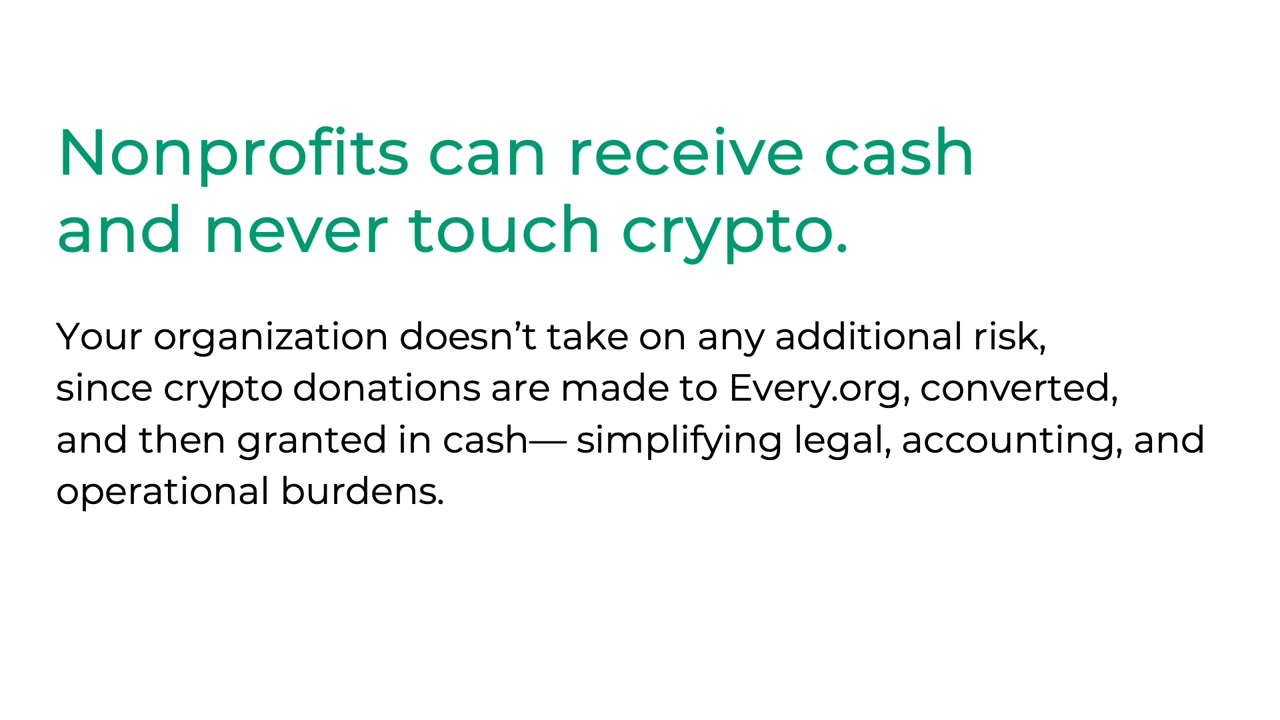 Nonprofits can receive cash
and never touch crypto.
Your organization doesn’t take on any additional risk,
since crypto donations are made to Every.org, converted,
and then granted in cash— simplifying legal, accounting, and
operational burdens.